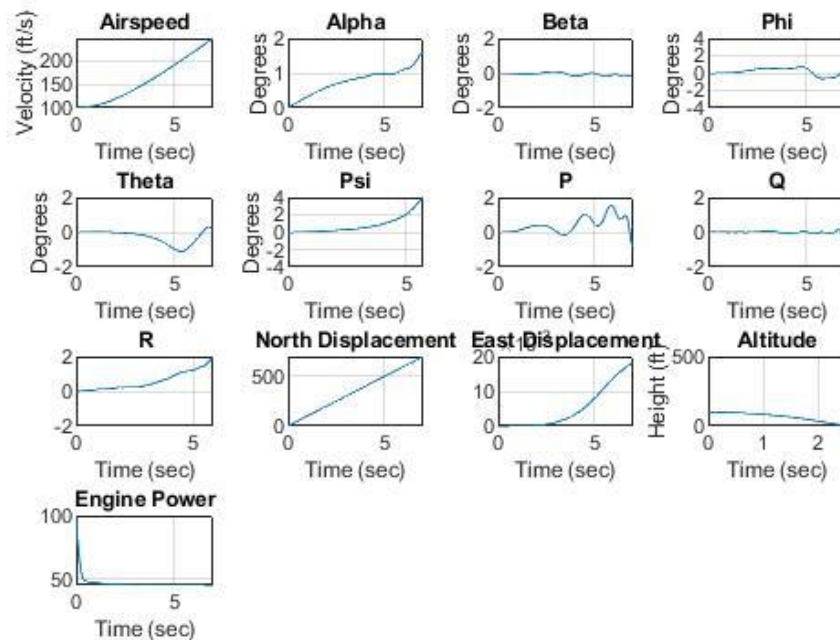 Airspeed
Velocity (ft/s)
200
150
100
0
5
Time (sec)
Alpha
Degrees
2
1
0
0
5
Time (sec)
Beta
Degrees
2
0
-2
0
5
Time (sec)
Phi
Degrees
4
2
0
-2
-4
0
5
Time (sec)
Theta
Degrees
2
0
-2
0
5
Time (sec)
Psi
Degrees
4
2
0
-2
-4
0
5
Time (sec)
P
2
0
-2
0
5
Time (sec)
Q
2
0
-2
0
5
Time (sec)
R
2
0
-2
0
5
Time (sec)
North Displacement
500
0
0
5
Time (sec)
East Displacement
20
10
0
0
5
Time (sec)
Altitude
Height (ft)
500
0
0
1
2
Time (sec)
Engine Power
100
50
0
5
Time (sec)